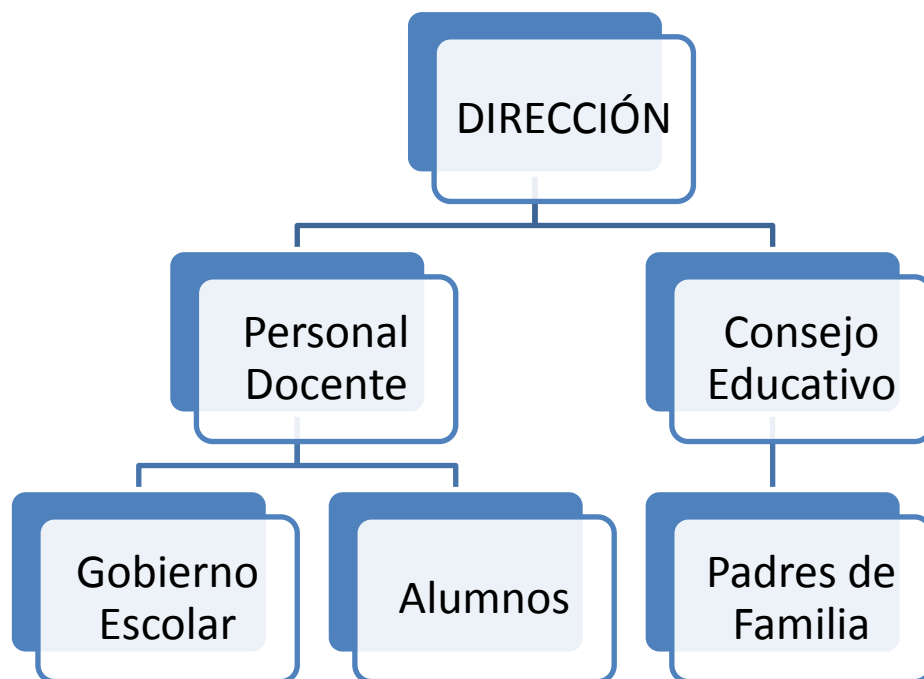 DIRECCIÓN
Personal
Docente
Consejo
Educativo
Gobierno
Escolar
Alumnos
Padres de
Familia